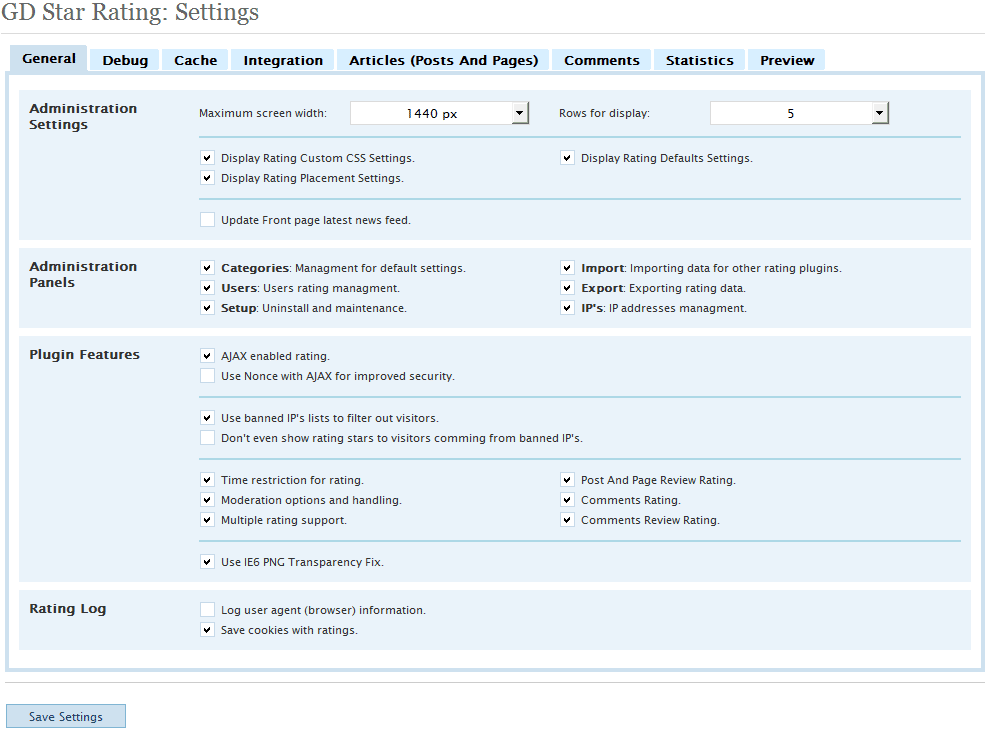 GD Star Rating: Settings
General Debug Cache Integration Articles (Posts And Pages) Comments Statistics Preview
Administration Settings
Maximum screen width: 1440 px Rows for display: 5
Display Rating Custom CSS Settings. Display Rating Defaults Settings.
Display Rating Placement Settings.
Update Front page latest news feed.
Administration Panels
Categories: Managment for default settings. Import: Importing data for other rating plugins.
Users: Users rating managment. Export: Exporting rating data.
Setup: Uninstall and maintenance. IP's: IP addresses managment.
Plugin Features
AJAX enabled rating.
Use Nonce with AJAX for improved security.
Use banned IP's lists to filter out visitors.
Don't even show rating stars to visitors comming from banned IP's.
Time restriction for rating. Post And Page Review Rating.
Moderation options and handling. Comments Rating.
Multiple rating support. Comments Review Rating.
Use IE6 PNG Transparency Fix.
Rating Log
Log user agent (browser) information.
Save cookies with ratings.
Save Settings